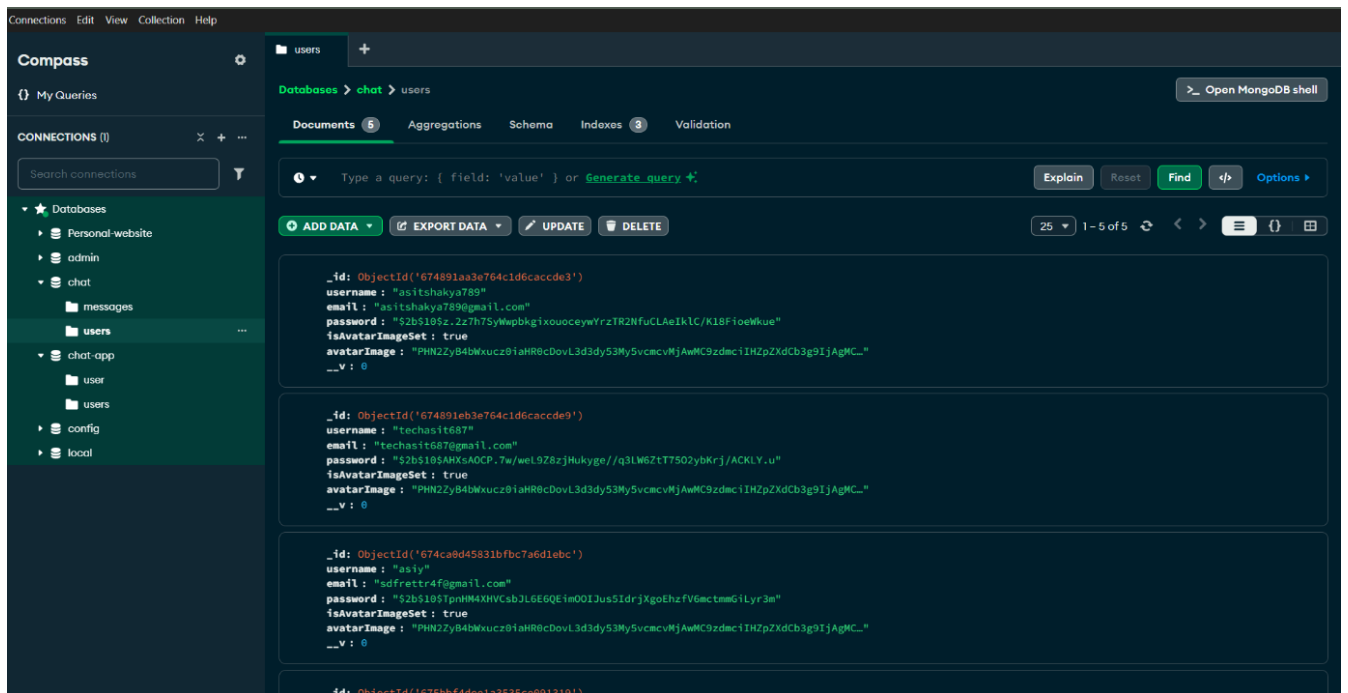 Connections Edit View Collection Help
Compass
{} My Queries
CONNECTIONS (1)
Search connections
Databases
Personal-website
admin
chat
messages
users
chat-app
user
users
config
local
users
Databases > chat > users
>_ Open MongoDB shell
Documents 5 Aggregations Schema Indexes 3 Validation
Type a query: { field: 'value' } or Generate query
Explain Reset Find </> Options
ADD DATA EXPORT DATA UPDATE DELETE
25 1 - 5 of 5 {}
_id: ObjectId('674891aa3e764c1d6caccde3')
username : "asitshakya789"
email : "asitshakya789@gmail.com"
password : "$2b$10$z.2z7h7SyWwpbkgixouoceywYrzTR2NfuCLAeIklC/K18FioeWkue"
isAvatarImageSet : true
avatarImage : "PHN2ZyB4bWxucz0iaHR0cDovL3d3dy53My5vcmcvMjAwMC9zdmciIHZpZXdCb3g9IjAgMC…"
__v : 0
_id: ObjectId('674891eb3e764c1d6caccde9')
username : "techasit687"
email : "techasit687@gmail.com"
password : "$2b$10$AHXsAOCP.7w/weL9Z8zjHukyge//q3LW6ZtT75O2ybKrj/ACKLY.u"
isAvatarImageSet : true
avatarImage : "PHN2ZyB4bWxucz0iaHR0cDovL3d3dy53My5vcmcvMjAwMC9zdmciIHZpZXdCb3g9IjAgMC…"
__v : 0
_id: ObjectId('674ca0d45831bfbc7a6d1ebc')
username : "asiy"
email : "sdfrettr4f@gmail.com"
password : "$2b$10$TpnHM4XHVCsbJL6E6QEimOOIJus5IdrjXgoEhzfV6mctmmGiLyr3m"
isAvatarImageSet : true
avatarImage : "PHN2ZyB4bWxucz0iaHR0cDovL3d3dy53My5vcmcvMjAwMC9zdmciIHZpZXdCb3g9IjAgMC…"
__v : 0